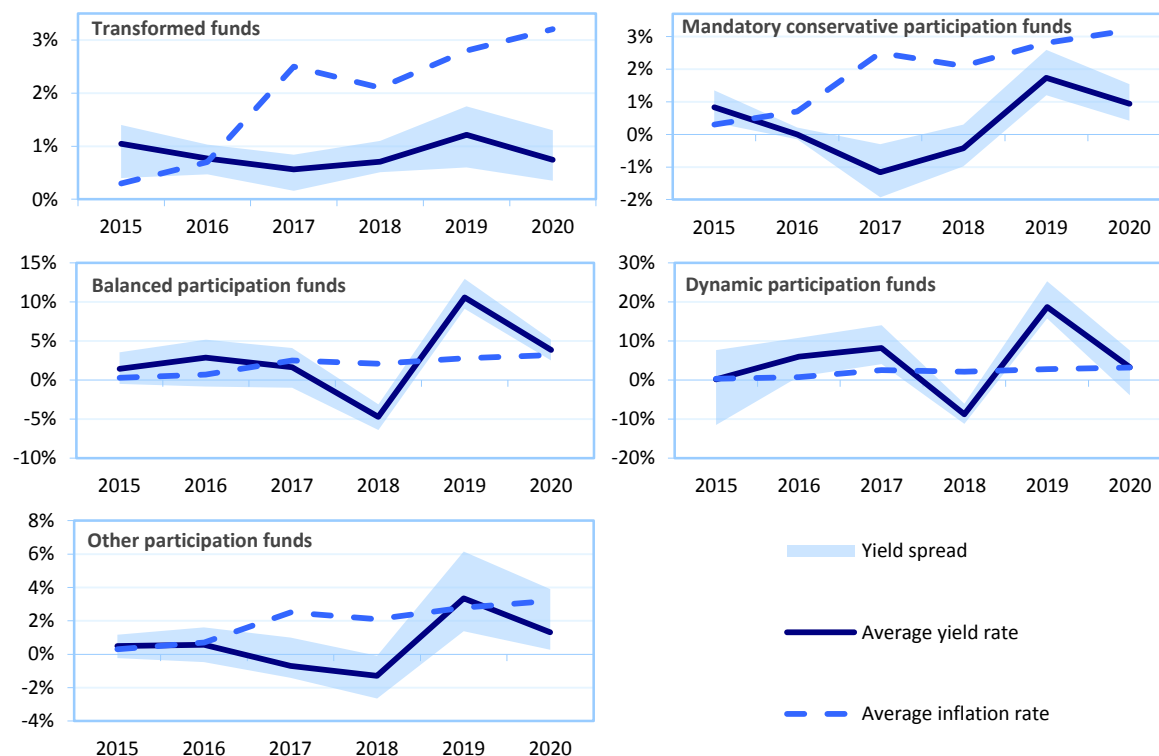 Transformed funds
3%
2%
1%
0%
2015 2016 2017 2018 2019 2020
Mandatory conservative participation funds
3%
2%
1%
0%
-1%
-2%
2015 2016 2017 2018 2019 2020
Balanced participation funds
15%
10%
5%
0%
-5%
-10%
2015 2016 2017 2018 2019 2020
Dynamic participation funds
30%
20%
10%
0%
-10%
-20%
2015 2016 2017 2018 2019 2020
Other participation funds
8%
6%
4%
2%
0%
-2%
-4%
2015 2016 2017 2018 2019 2020
Yield spread
Average yield rate
Average inflation rate